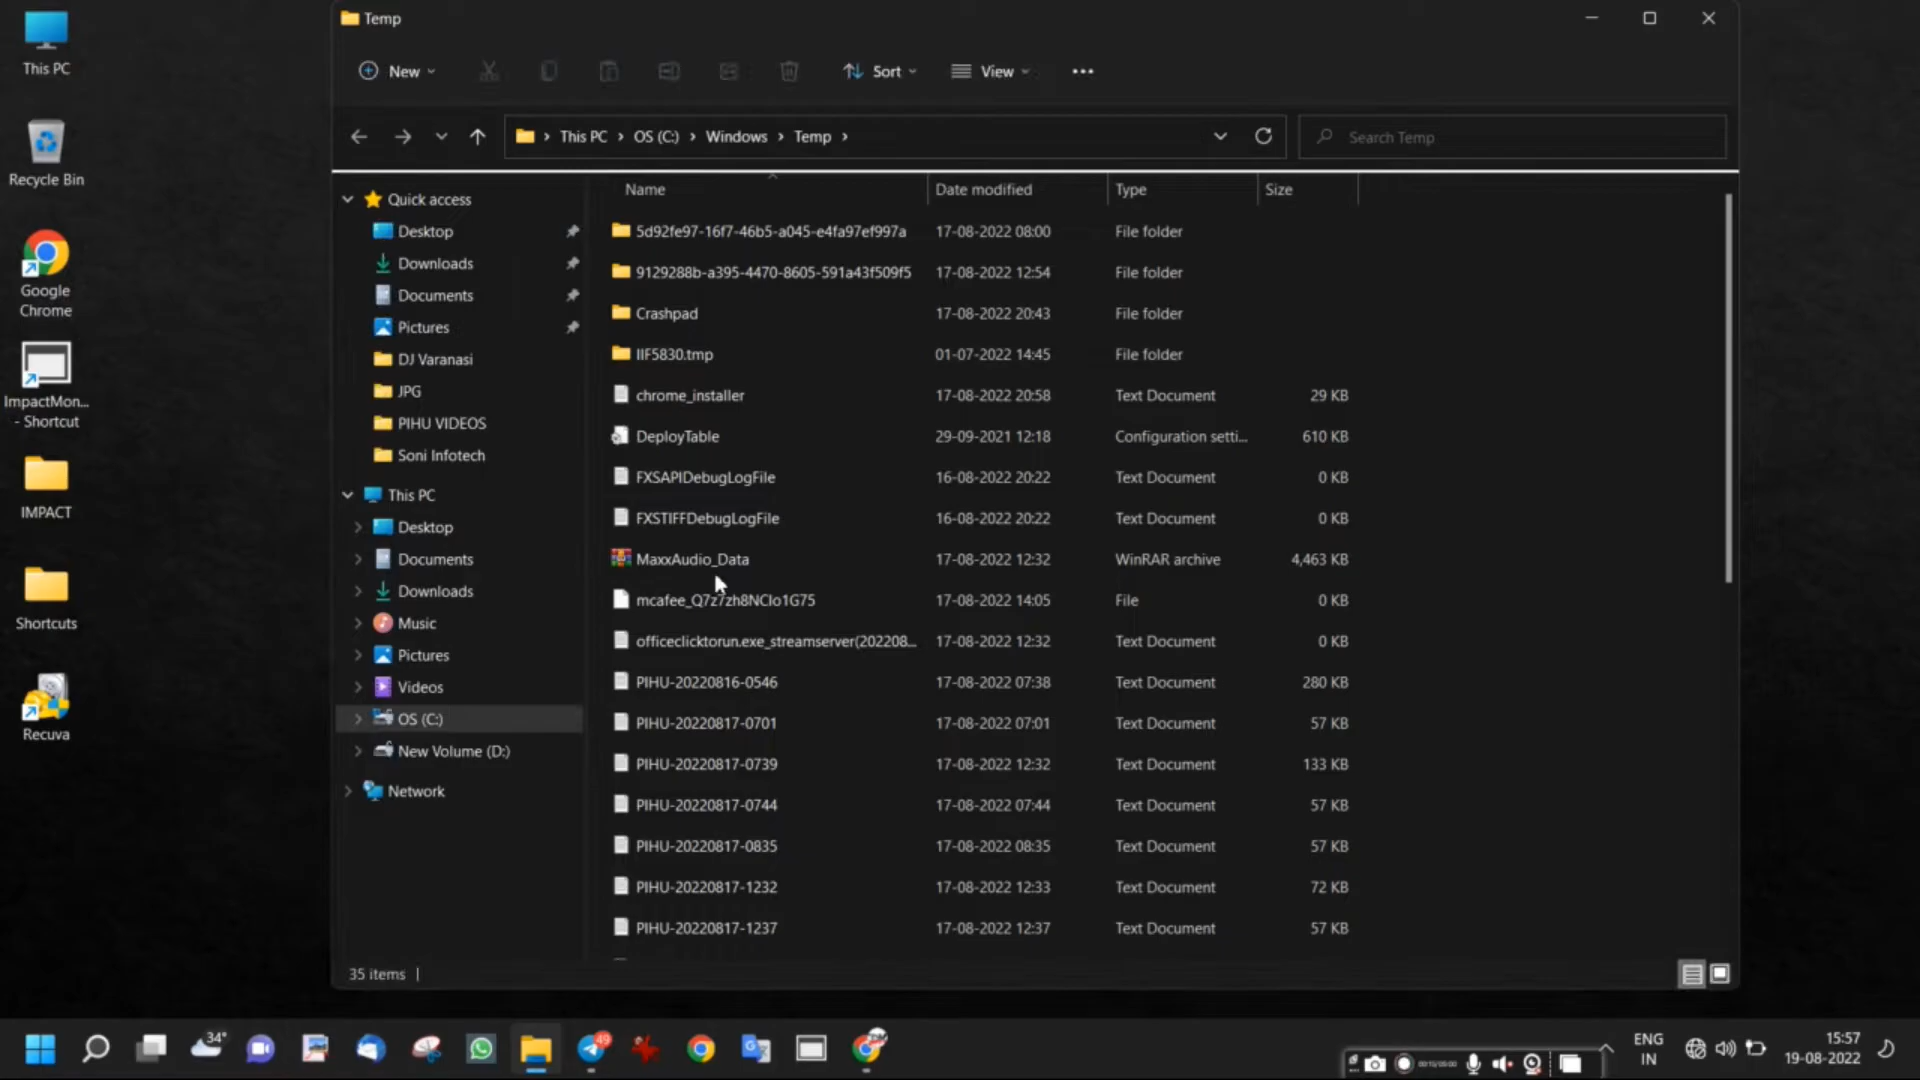 This PC
Recycle Bin
Google
Chrome
ImpactMon...
- Shortcut
IMPACT
Shortcuts
Recuva
Temp
New
Sort
View
This PC
OS (C:)
Windows
Temp
Search Temp
Quick access
Desktop
Downloads
Documents
Pictures
DJ Varanasi
JPG
PIHU VIDEOS
Soni Infotech
This PC
Desktop
Documents
Downloads
Music
Pictures
Videos
OS (C:)
New Volume (D:)
Network
Name Date modified Type Size
5d92fe97-16f7-46b5-a045-e4fa97ef997a 17-08-2022 08:00 File folder
9129288b-a395-4470-8605-591a43f509f5 17-08-2022 12:54 File folder
Crashpad 17-08-2022 20:43 File folder
IIF5830.tmp 01-07-2022 14:45 File folder
chrome_installer 17-08-2022 20:58 Text Document 29 KB
DeployTable 29-09-2021 12:18 Configuration setti... 610 KB
FXSAPIDebugLogFile 16-08-2022 20:22 Text Document 0 KB
FXSTIFFDebugLogFile 16-08-2022 20:22 Text Document 0 KB
MaxxAudio_Data 17-08-2022 12:32 WinRAR archive 4,463 KB
mcafee_Q7z7zh8NCIo1G75 17-08-2022 14:05 File 0 KB
officeclicktorun.exe_streamserver(202208... 17-08-2022 12:32 Text Document 0 KB
PIHU-20220816-0546 17-08-2022 07:38 Text Document 280 KB
PIHU-20220817-0701 17-08-2022 07:01 Text Document 57 KB
PIHU-20220817-0739 17-08-2022 12:32 Text Document 133 KB
PIHU-20220817-0744 17-08-2022 07:44 Text Document 57 KB
PIHU-20220817-0835 17-08-2022 08:35 Text Document 57 KB
PIHU-20220817-1232 17-08-2022 12:33 Text Document 72 KB
PIHU-20220817-1237 17-08-2022 12:37 Text Document 57 KB
35 items
34°
49
ENG
IN
15:57
19-08-2022